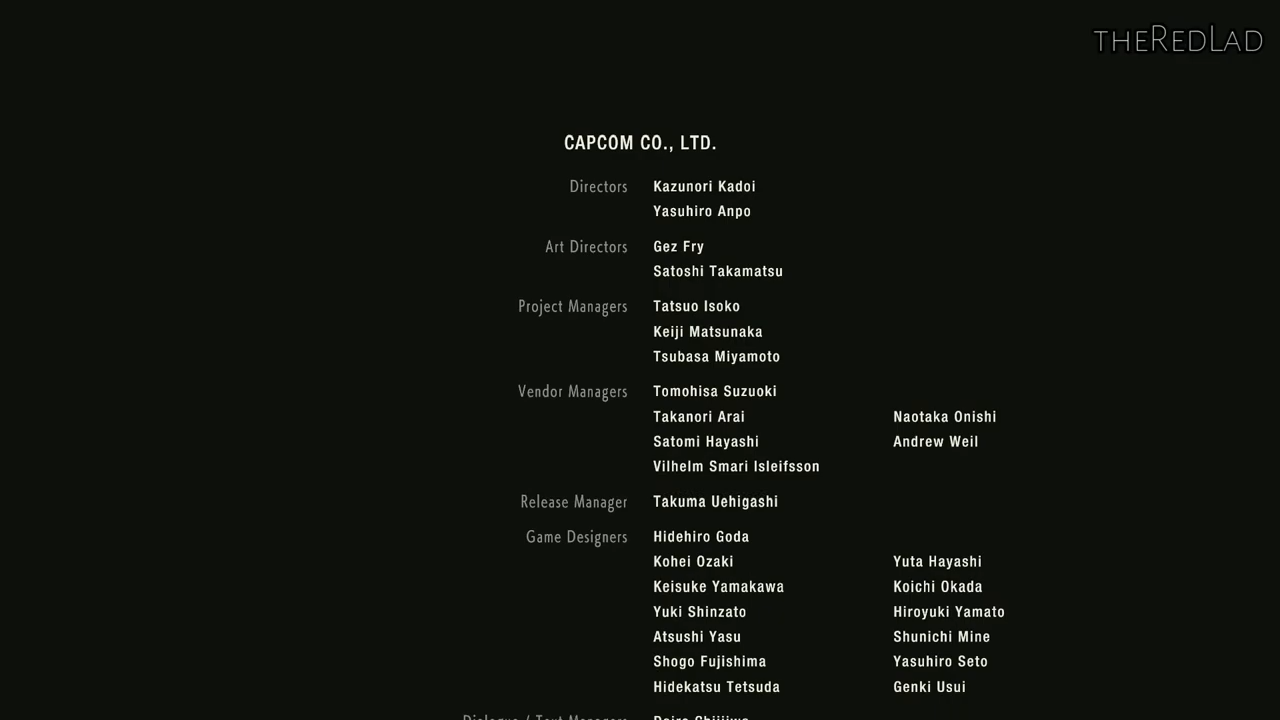 THEREDLAD
CAPCOM CO., LTD.
Directors Kazunori Kadoi
Yasuhiro Anpo
Art Directors Gez Fry
Satoshi Takamatsu
Project Managers Tatsuo Isoko
Keiji Matsunaka
Tsubasa Miyamoto
Vendor Managers Tomohisa Suzuoki
Takanori Arai Naotaka Onishi
Satomi Hayashi Andrew Weil
Vilhelm Smari Isleifsson
Release Manager Takuma Uehigashi
Game Designers Hidehiro Goda
Kohei Ozaki Yuta Hayashi
Keisuke Yamakawa Koichi Okada
Yuki Shinzato Hiroyuki Yamato
Atsushi Yasu Shunichi Mine
Shogo Fujishima Yasuhiro Seto
Hidekatsu Tetsuda Genki Usui